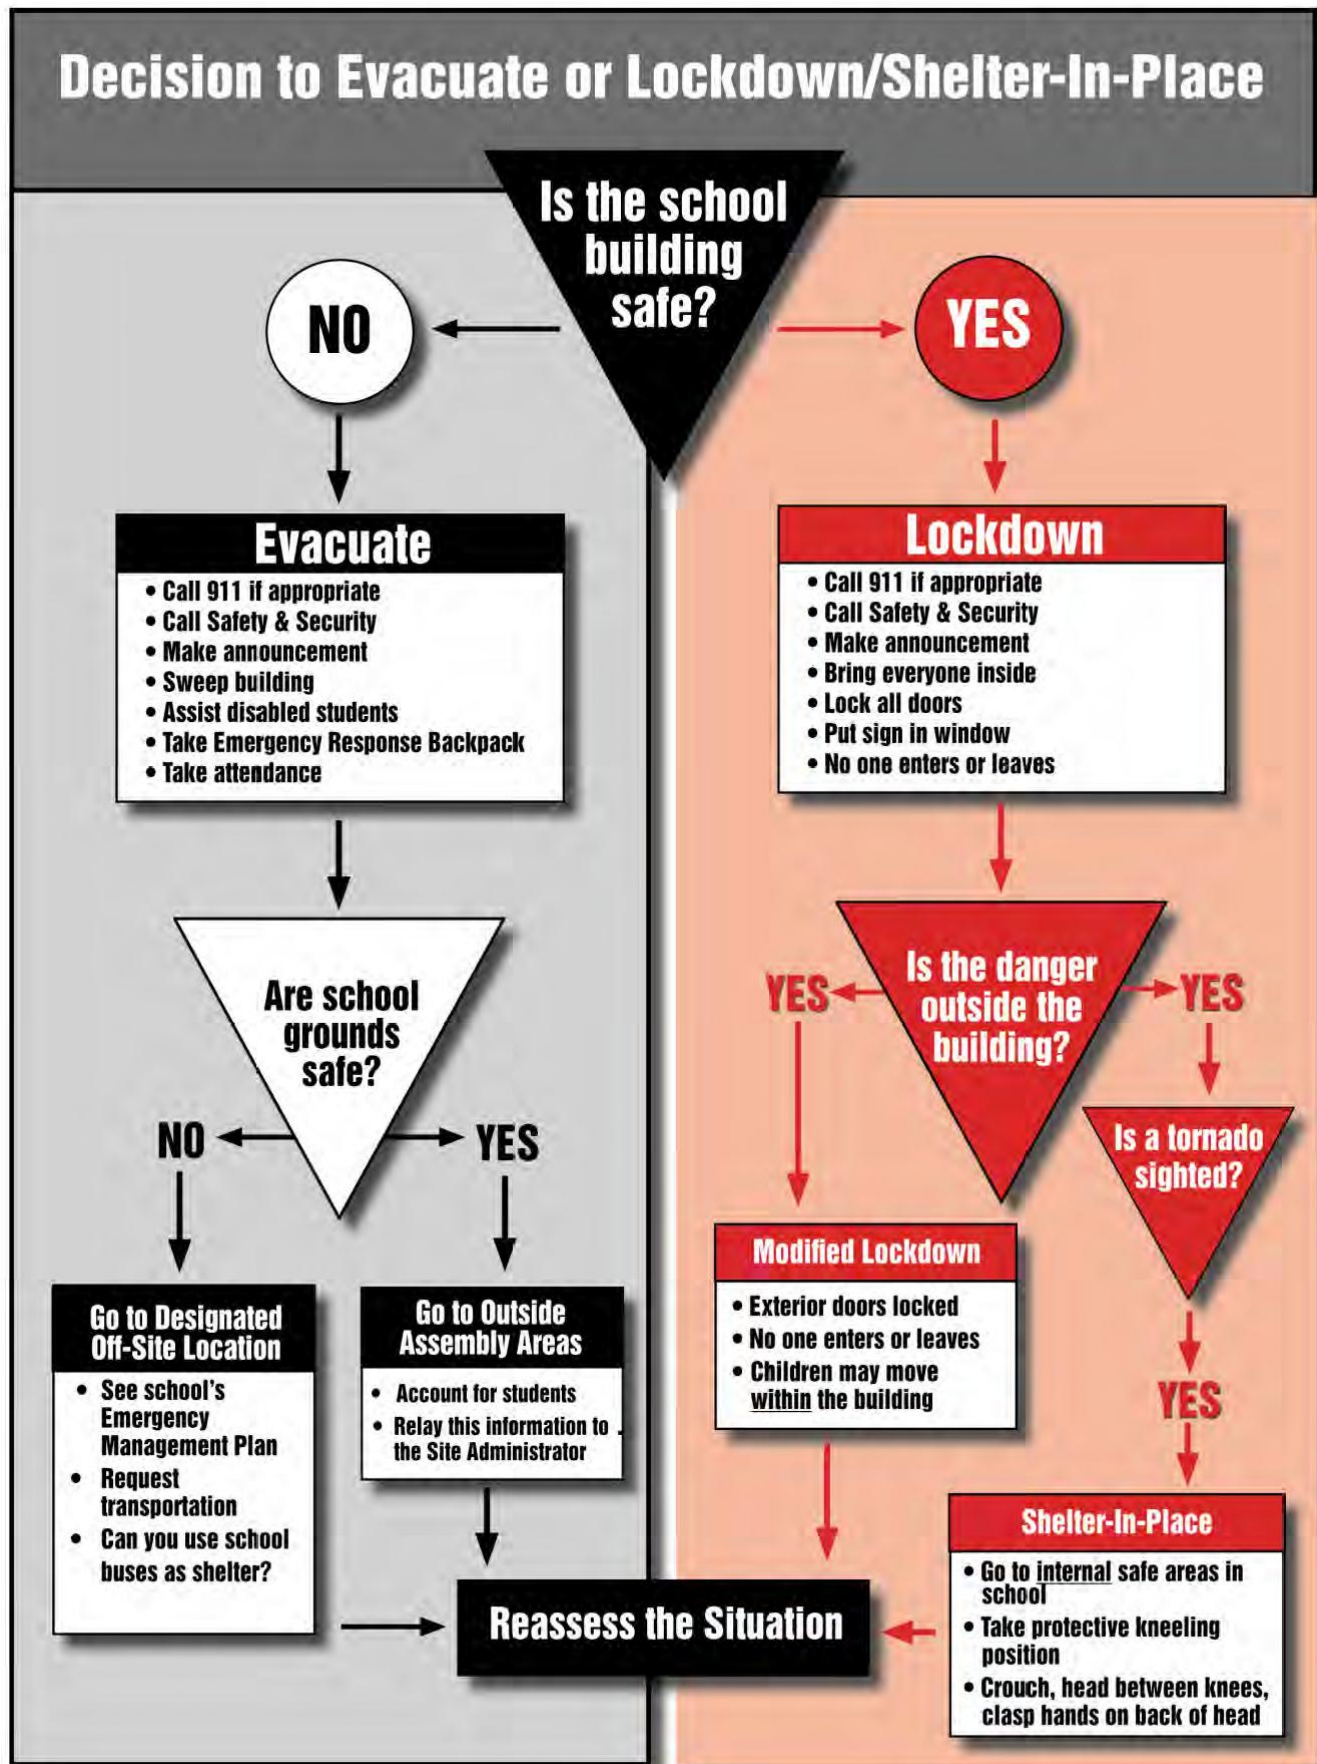 Decision to Evacuate or Lockdown/Shelter-In-Place
Is the school
building
safe?
NO
YES
Evacuate
• Call 911 if appropriate
• Call Safety & Security
• Make announcement
• Sweep building
• Assist disabled students
• Take Emergency Response Backpack
• Take attendance
Lockdown
• Call 911 if appropriate
• Call Safety & Security
• Make announcement
• Bring everyone inside
• Lock all doors
• Put sign in window
• No one enters or leaves
Are school
grounds
safe?
NO
YES
Go to Designated
Off-Site Location
• See school's
Emergency
Management Plan
• Request
transportation
• Can you use school
buses as shelter?
Go to Outside
Assembly Areas
• Account for students
• Relay this information to .
the Site Administrator
Is the danger
outside the
building?
YES
YES
Is a tornado
sighted?
Modified Lockdown
• Exterior doors locked
• No one enters or leaves
• Children may move
within the building
YES
Shelter-In-Place
• Go to internal safe areas in
school
• Take protective kneeling
position
• Crouch, head between knees,
clasp hands on back of head
Reassess the Situation